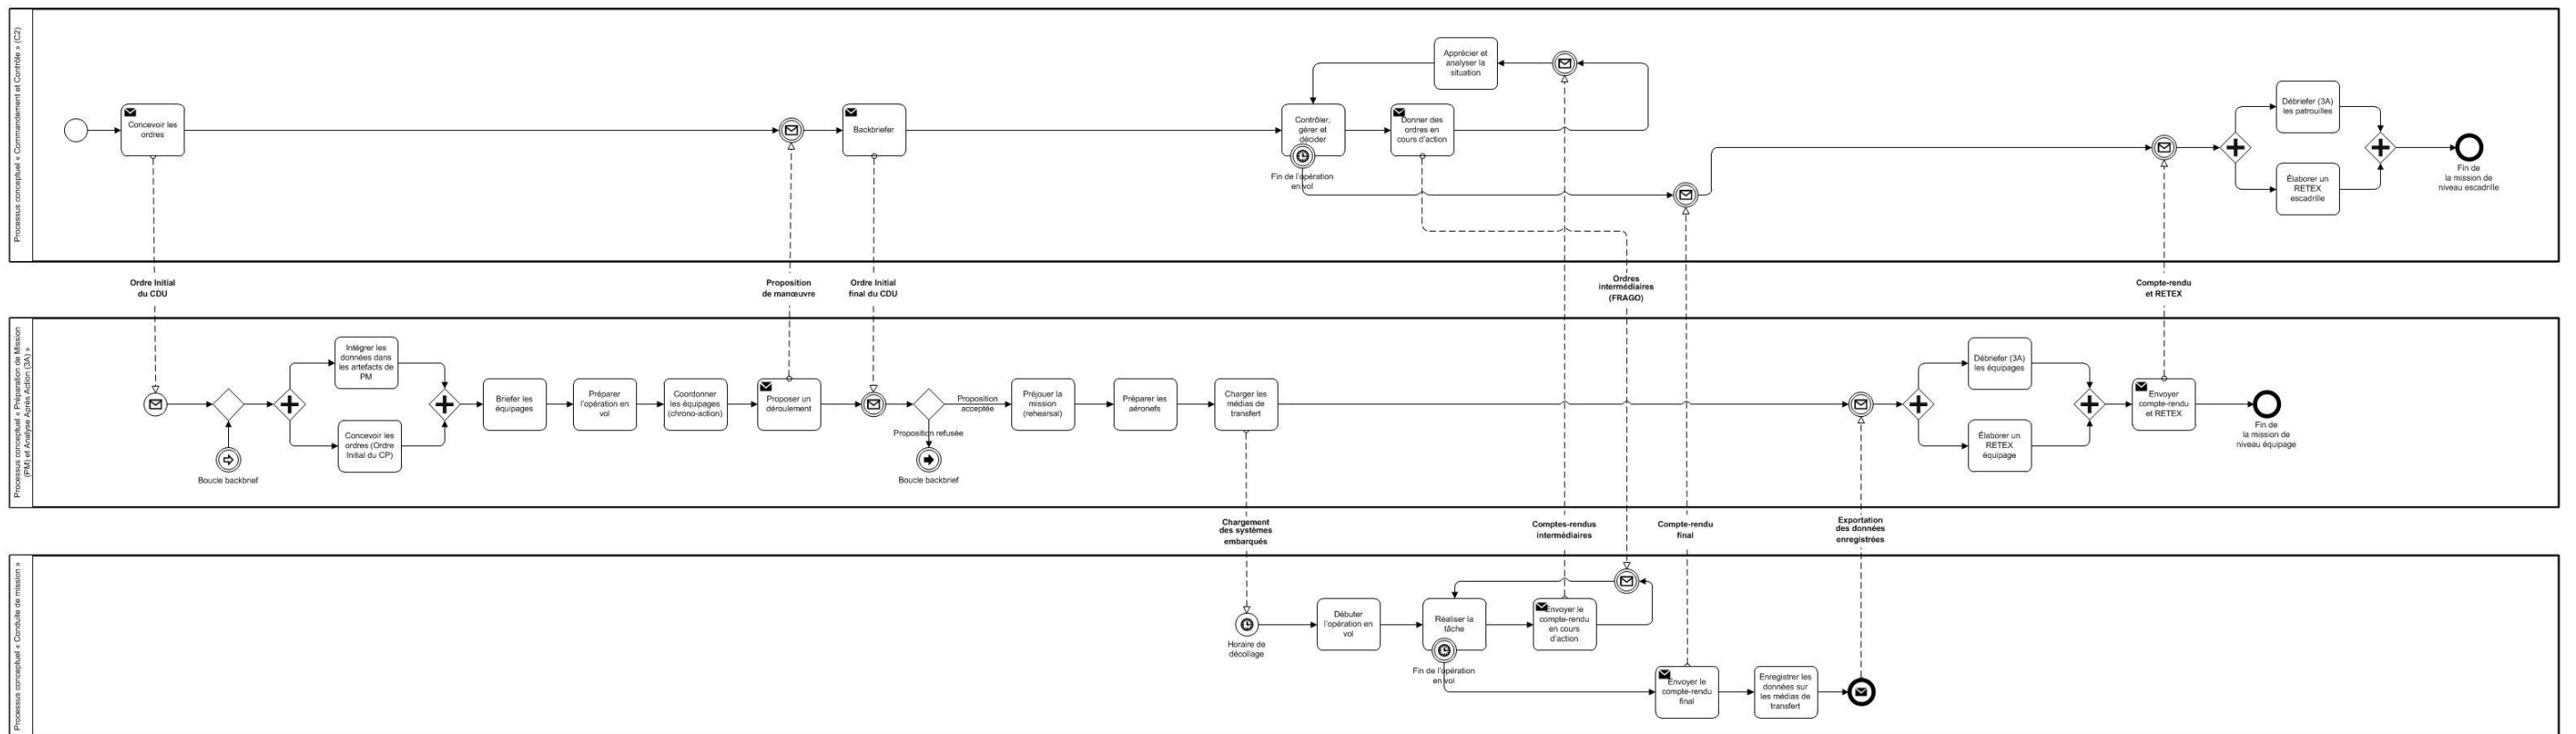 Processus conceptuel « Commandement et Contrôle » (C2)
Concevoir les
ordres
Backbriefer
Apprécier et
analyser la
situation
Contrôler,
gérer et
décider
Fin de l'opération
en vol
Donner des
ordres en
cours d'action
Débriefer (3A)
les patrouilles
Élaborer un
RETEX
escadrille
Fin de
la mission de
niveau escadrille
Ordre Initial
du CDU
Proposition
de manœuvre
Ordre Initial
final du CDU
Ordres
intermédiaires
(FRAGO)
Compte-rendu
et RETEX
Processus conceptuel « Préparation de Mission
(PM) et Analyse Après Action (3A) »
Boucle backbrief
Intégrer les
données dans
les artefacts de
PM
Concevoir les
ordres (Ordre
Initial du CP)
Briefer les
équipages
Préparer
l'opération en
vol
Coordonner
les équipages
(chrono-action)
Proposer un
déroulement
Proposition
acceptée
Proposition refusée
Boucle backbrief
Préjouer la
mission
(rehearsal)
Préparer les
aéronefs
Charger les
médias de
transfert
Débriefer (3A)
les équipages
Élaborer un
RETEX
équipage
Envoyer
compte-rendu
et RETEX
Fin de
la mission de
niveau équipage
Chargement
des systèmes
embarqués
Comptes-rendus
intermédiaires
Compte-rendu
final
Exportation
des données
enregistrées
Processus conceptuel « Conduite de mission »
Horaire de
décollage
Débuter
l'opération en
vol
Réaliser la
tâche
Fin de l'opération
en vol
Envoyer le
compte-rendu
en cours
d'action
Envoyer le
compte-rendu
final
Enregistrer les
données sur
les médias de
transfert